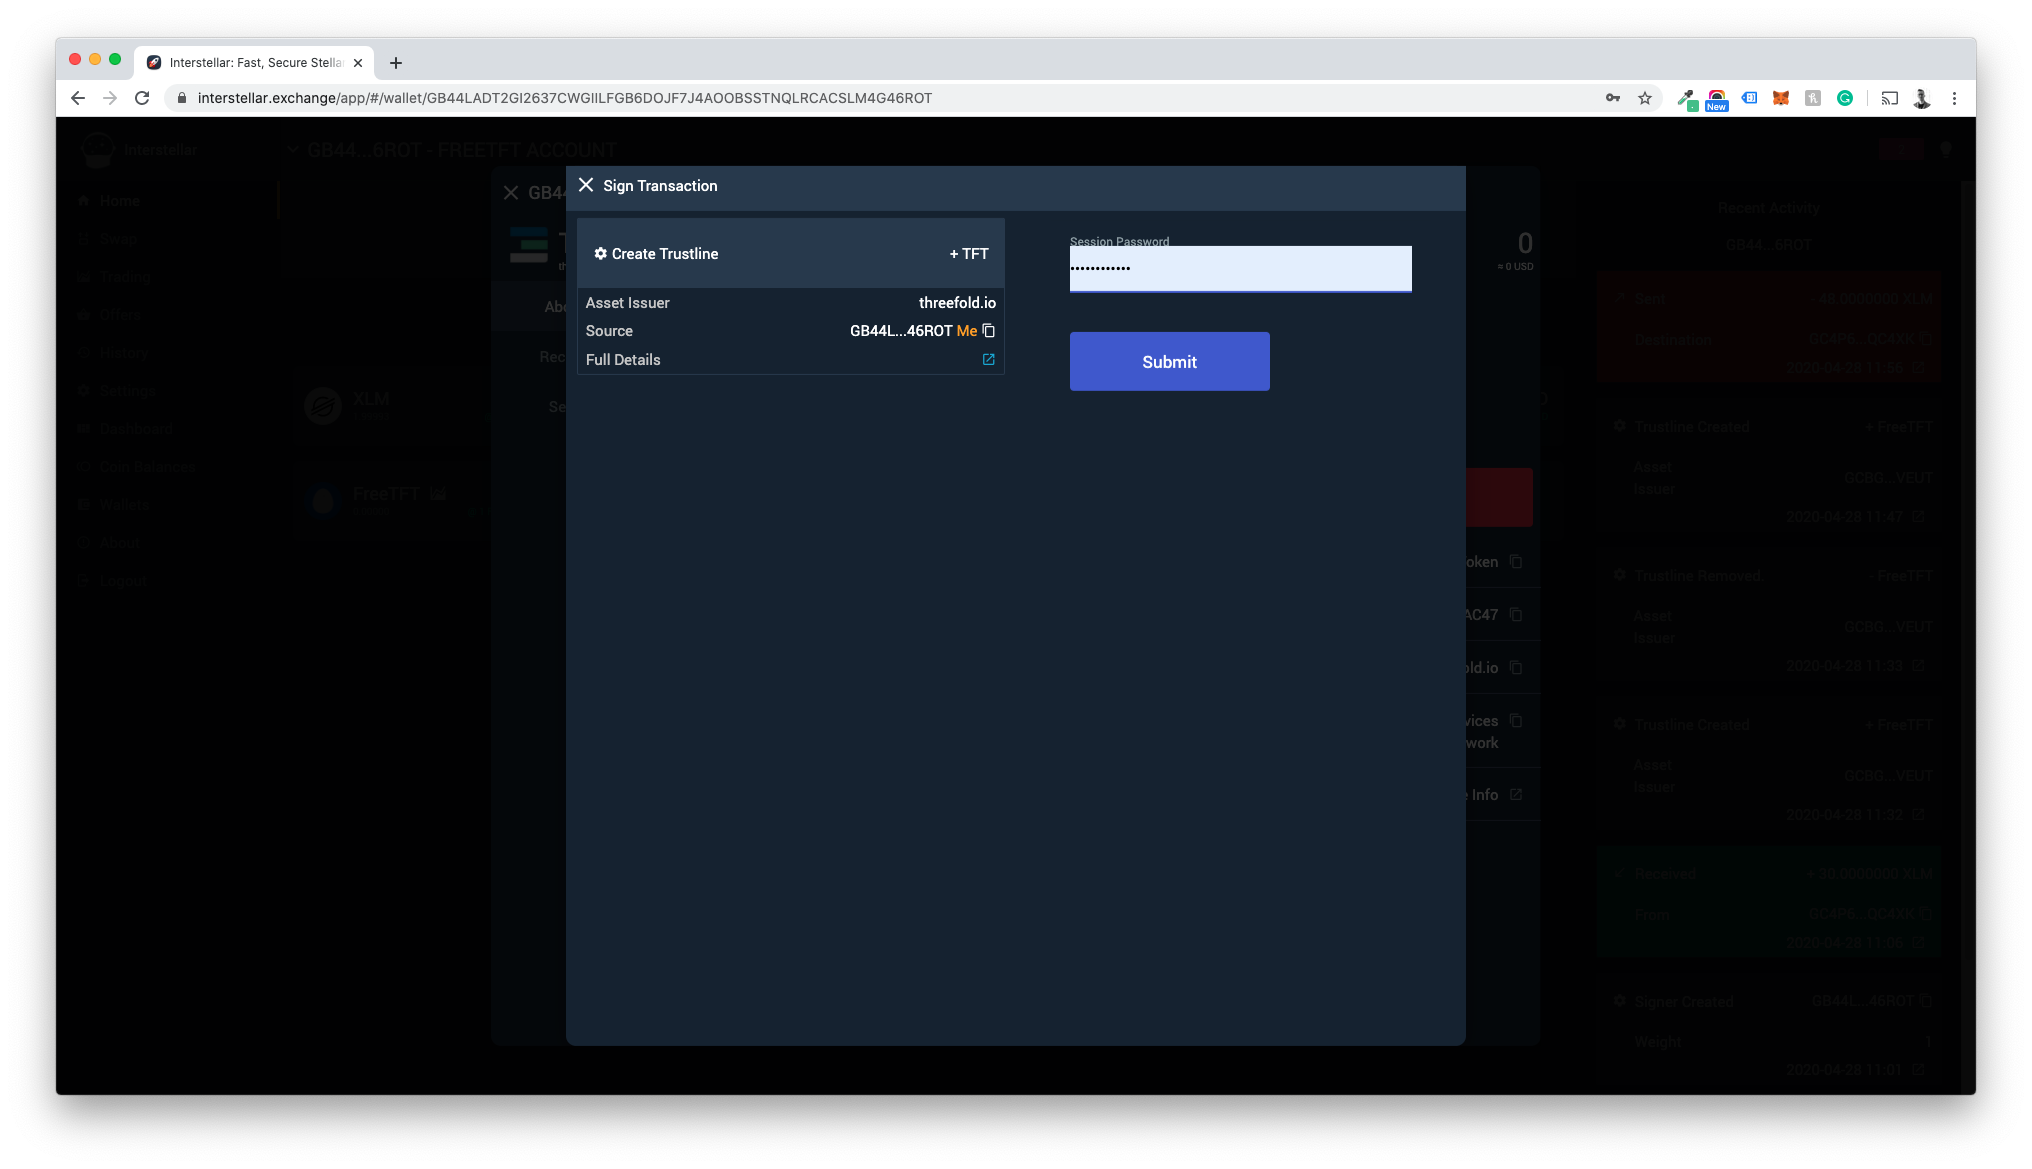 Interstellar: Fast, Secure Stella
interstellar.exchange/app/#/wallet/GB44LADT2GI2637CWGIILFGB6DOJF7J4AOOBSSTNQLRCACSLM4G46ROT
New
Interstellar
GB44...6ROT - FREETFT ACCOUNT
Home
Swap
Trading
Offers
History
Settings
Dashboard
Coin Balances
Wallets
About
Logout
XLM
FreeTFT
GB44
Abo
Rec
Se
Sign Transaction
Create Trustline + TFT
Asset Issuer threefold.io
Source GB44L...46ROT Me
Full Details
Session Password
••••••••••••
Submit
0
≈ 0 USD
oken
AC47
old.io
vices
work
e Info
Recent Activity
GB44...6ROT
Sent - 48.0000000 XLM
Destination GC4P5...QC4XK
2020-04-28 11:56
Trustline Created + FreeTFT
Asset Issuer GCBG...VEUT
2020-04-28 11:47
Trustline Removed - FreeTFT
Asset Issuer GCBG...VEUT
2020-04-28 11:33
Trustline Created + FreeTFT
Asset Issuer GCBG...VEUT
2020-04-28 11:32
Received + 30.0000000 XLM
From GC4P5...QC4XK
2020-04-28 11:06
Signer Created GB44L...46ROT
Weight 1
2020-04-28 11:01